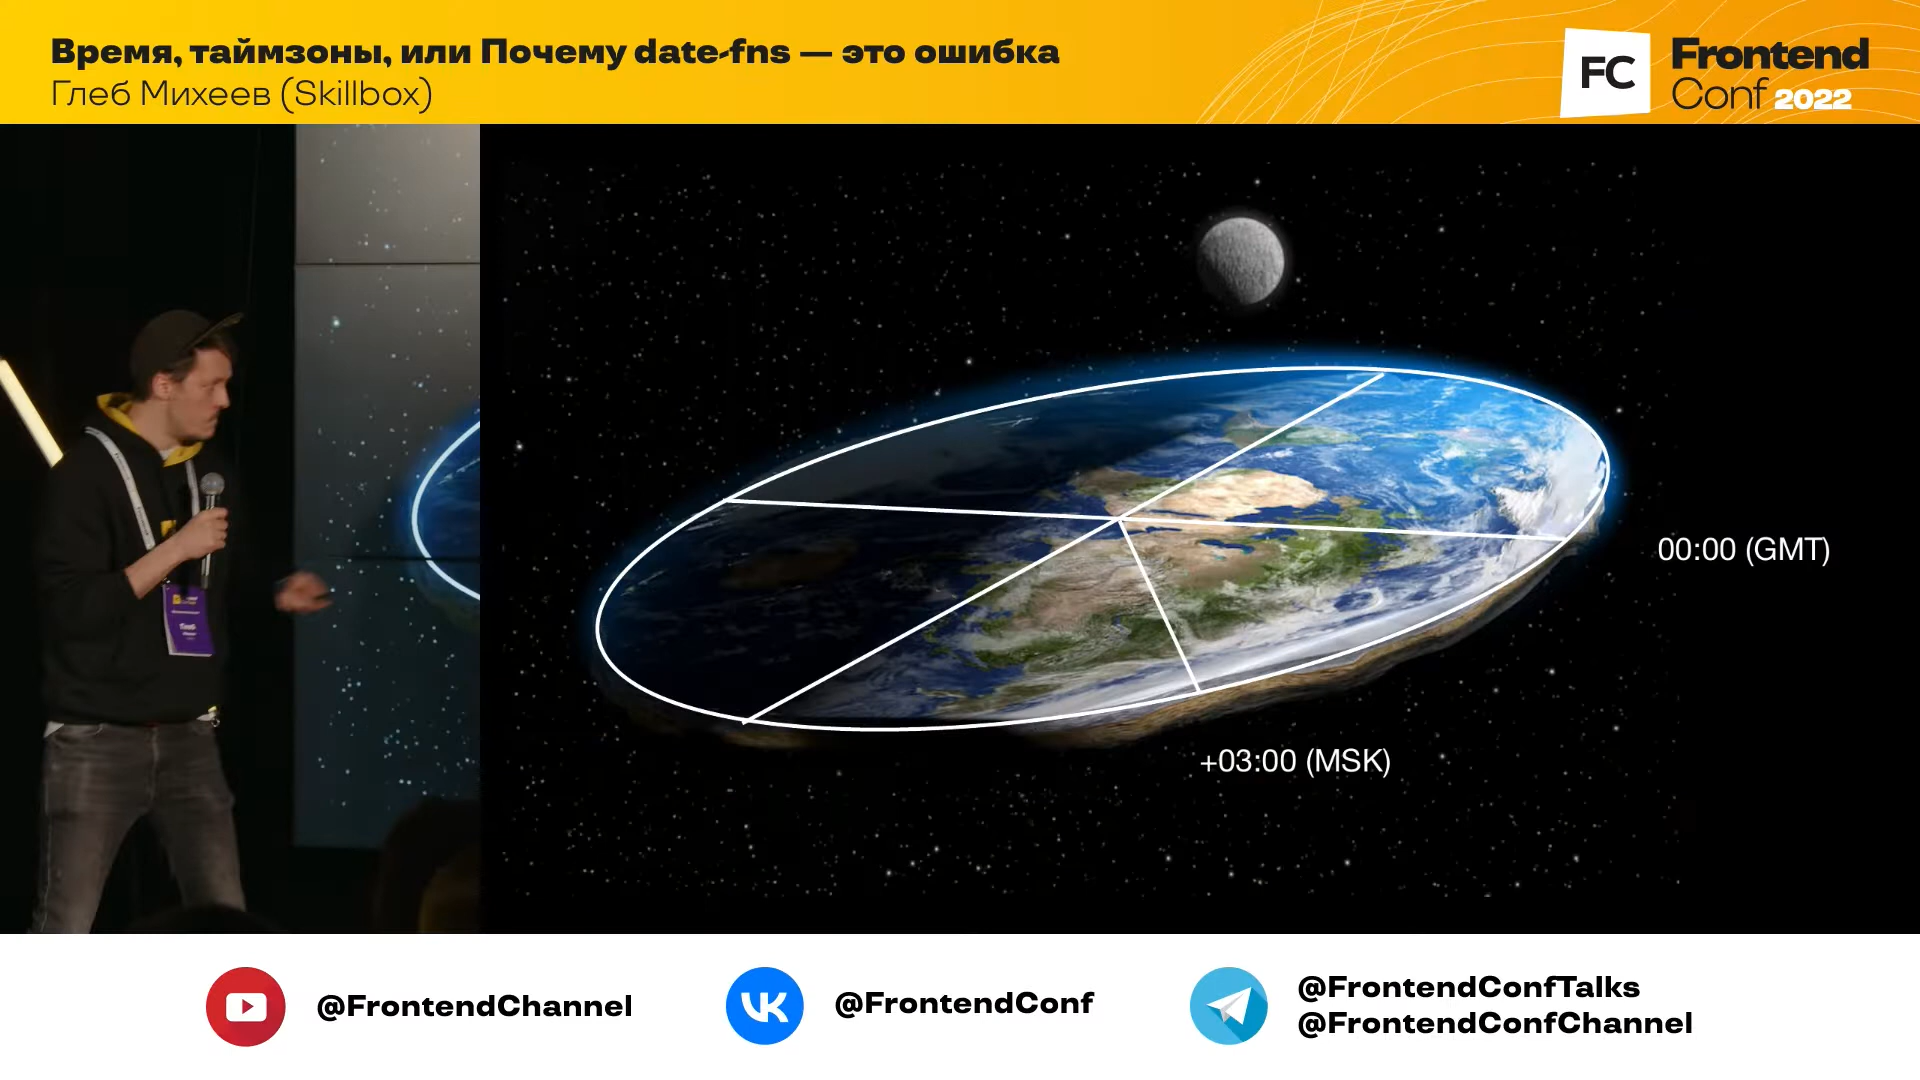 Время, таймзоны, или Почему date-fns — это ошибка
Глеб Михеев (Skillbox)
FC
Frontend
Conf 2022
00:00 (GMT)
+03:00 (MSK)
@FrontendChannel
@FrontendConf
@FrontendConfTalks
@FrontendConfChannel